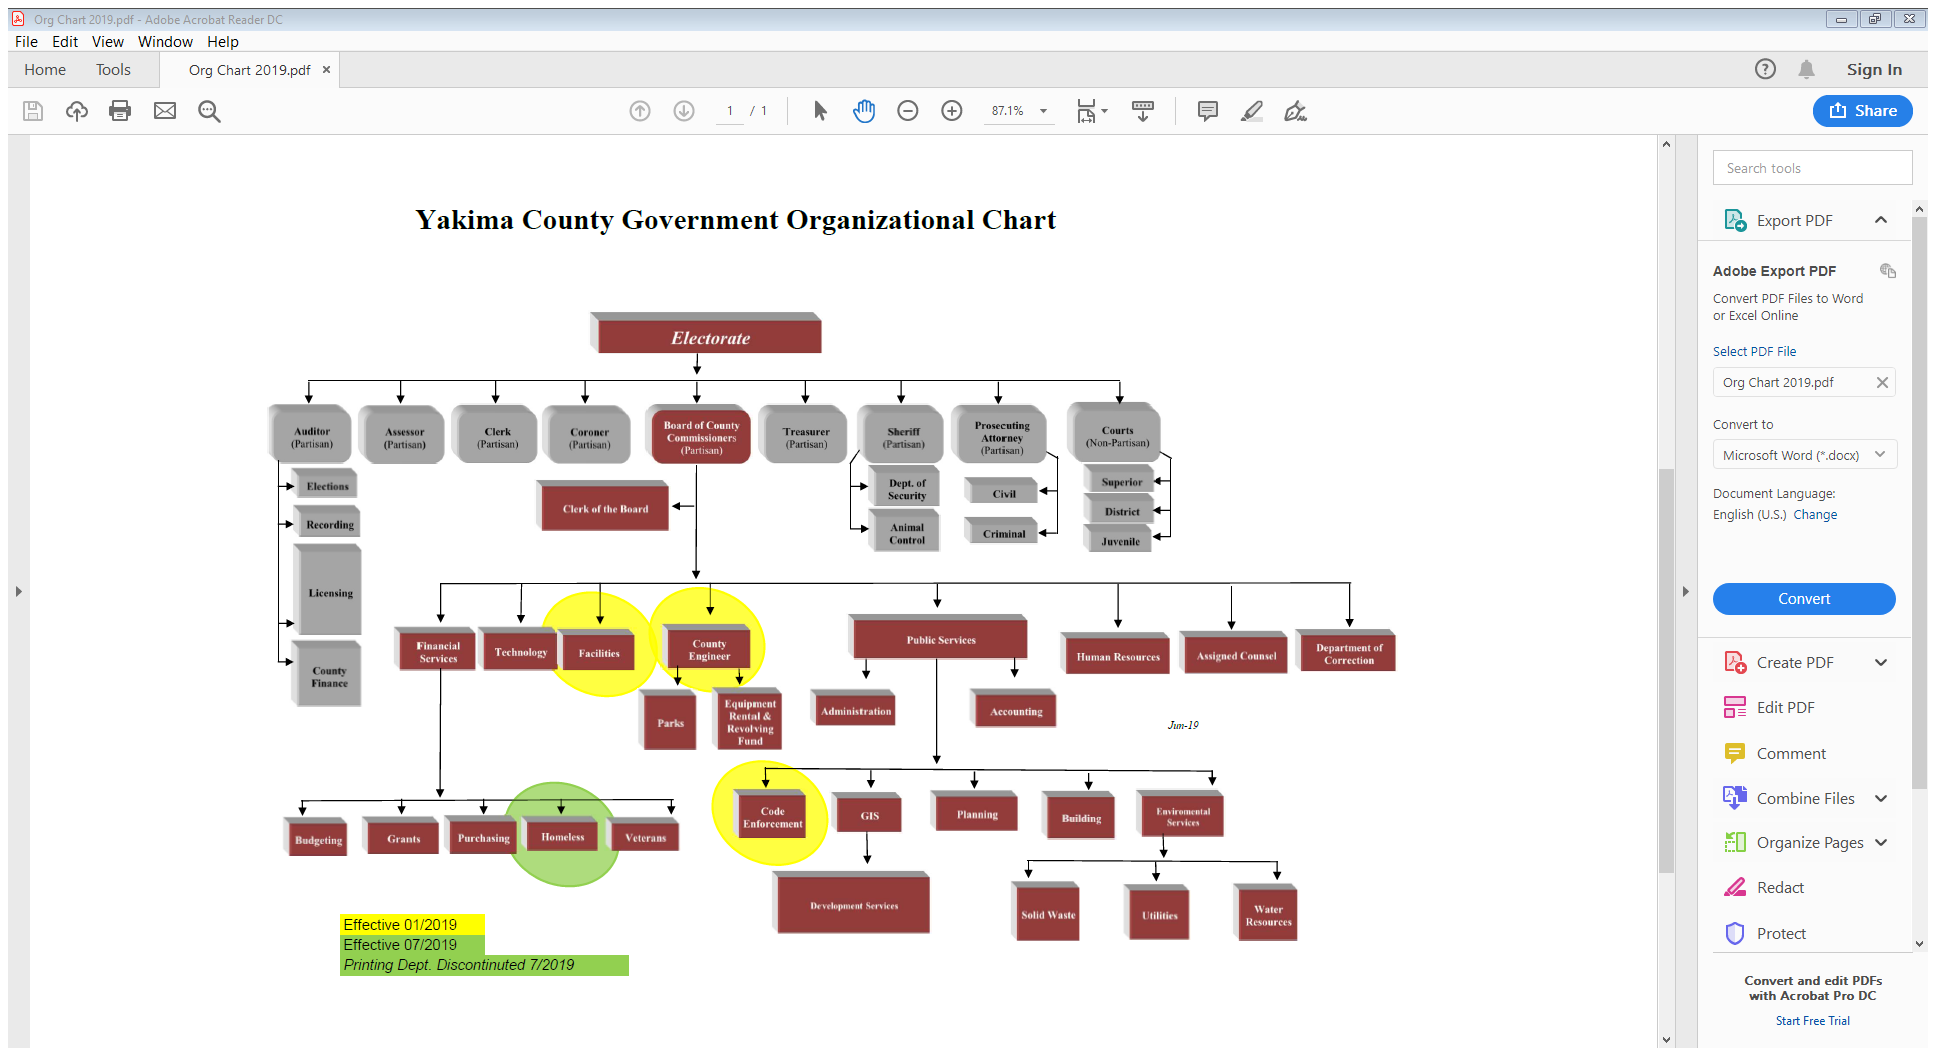 Org Chart 2019.pdf - Adobe Acrobat Reader DC
File Edit View Window Help
Home Tools Org Chart 2019.pdf × Sign In
1 / 1 87.1% Share
Yakima County Government Organizational Chart
Electorate
Auditor
(Partisan)
Assessor
(Partisan)
Clerk
(Partisan)
Coroner
(Partisan)
Board of County
Commissioners
(Partisan)
Treasurer
(Partisan)
Sheriff
(Partisan)
Prosecuting
Attorney
(Partisan)
Courts
(Non-Partisan)
Elections
Recording
Licensing
County
Finance
Clerk of the Board
Dept. of
Security
Animal
Control
Civil
Criminal
Superior
District
Juvenile
Financial
Services
Technology
Facilities
County
Engineer
Public Services
Human Resources
Assigned Counsel
Department of
Correction
Parks
Equipment
Rental &
Revolving
Fund
Administration
Accounting
Jun-19
Budgeting
Grants
Purchasing
Homeless
Veterans
Code
Enforcement
GIS
Planning
Building
Enviromental
Services
Development Services
Solid Waste
Utilities
Water
Resources
Effective 01/2019
Effective 07/2019
Printing Dept. Discontinuted 7/2019
Search tools
Export PDF
Adobe Export PDF
Convert PDF Files to Word
or Excel Online
Select PDF File
Org Chart 2019.pdf
Convert to
Microsoft Word (*.docx)
Document Language:
English (U.S.) Change
Convert
Create PDF
Edit PDF
Comment
Combine Files
Organize Pages
Redact
Protect
Convert and edit PDFs
with Acrobat Pro DC
Start Free Trial